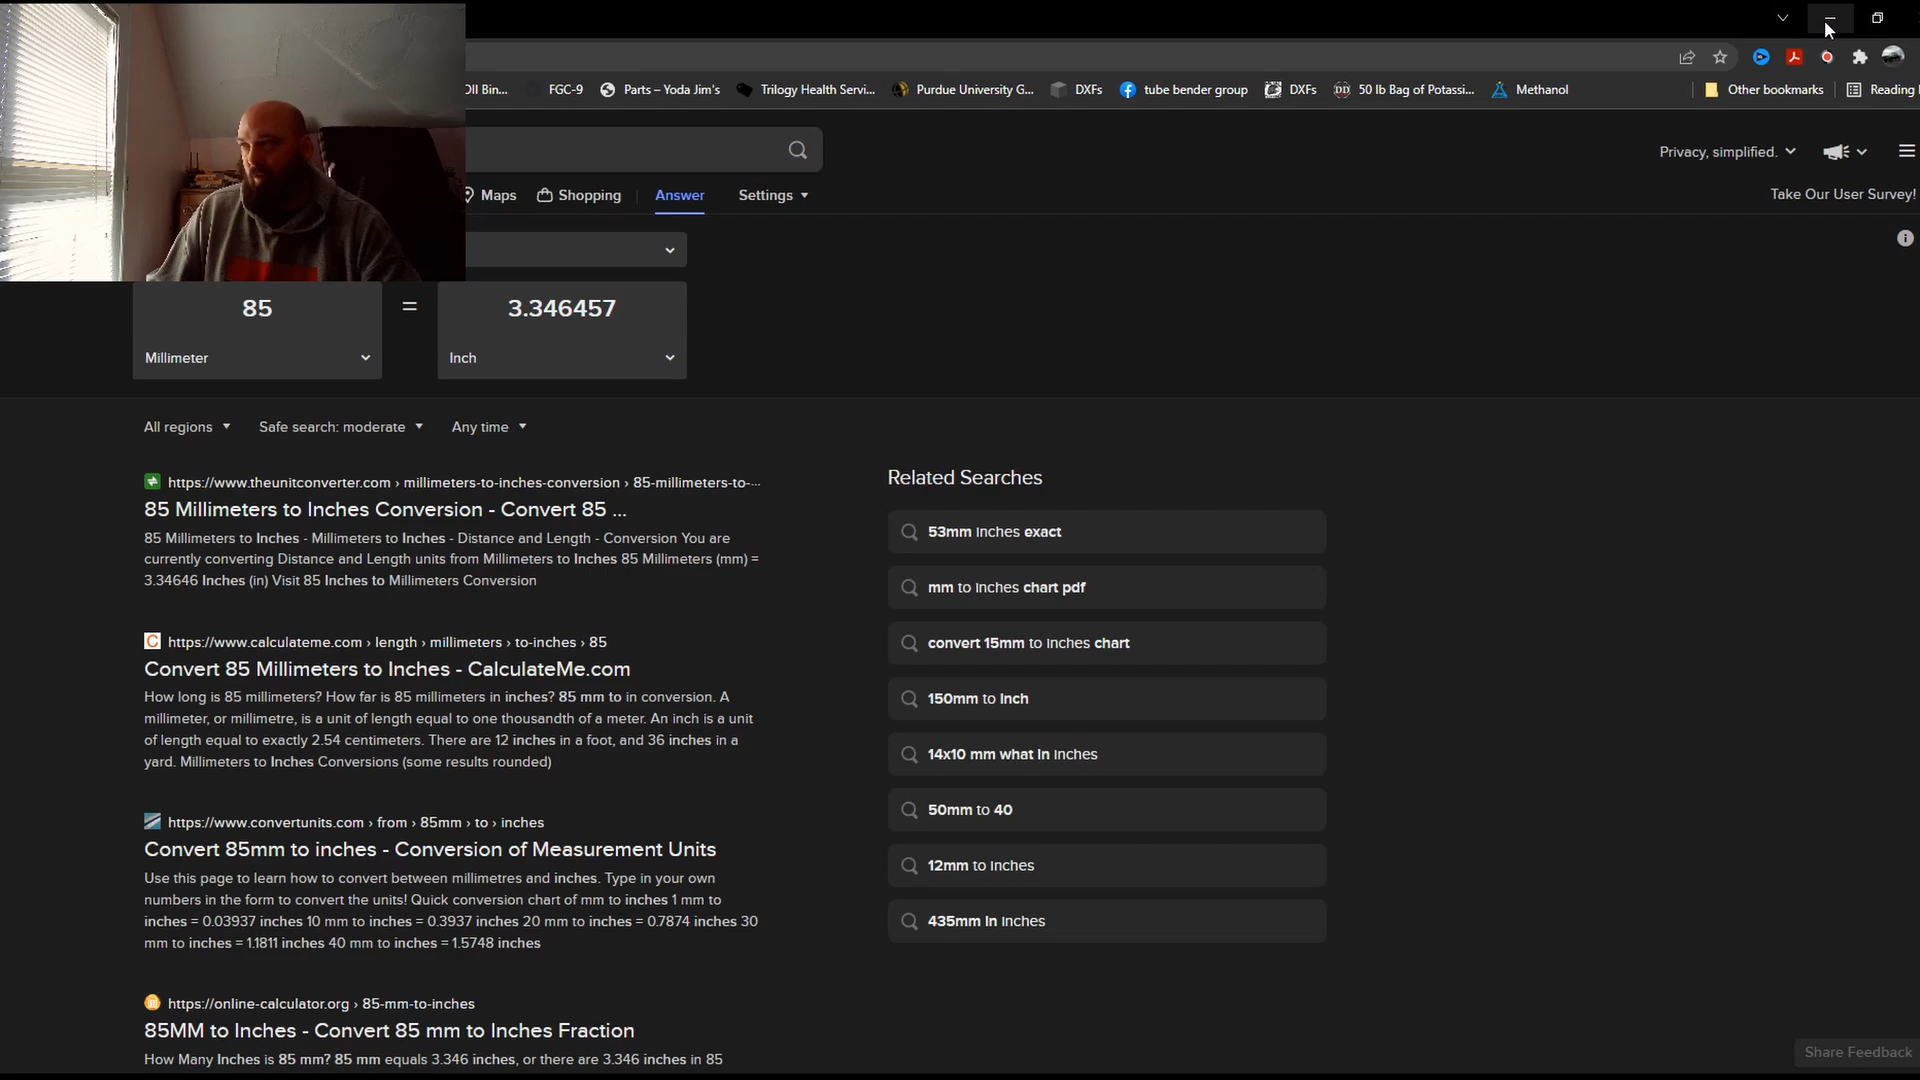 Oll Bin...
FGC-9
Parts – Yoda Jim's
Trilogy Health Servi...
Purdue University G...
DXFs
tube bender group
DXFs
50 lb Bag of Potassi...
Methanol
Other bookmarks
Reading
Privacy, simplified.
Maps
Shopping
Answer
Settings
Take Our User Survey!
85
=
3.346457
Millimeter
Inch
All regions
Safe search: moderate
Any time
https://www.theunitconverter.com › millimeters-to-inches-conversion › 85-millimeters-to-...
85 Millimeters to Inches Conversion - Convert 85 ...
85 Millimeters to Inches - Millimeters to Inches - Distance and Length - Conversion You are
currently converting Distance and Length units from Millimeters to Inches 85 Millimeters (mm) =
3.34646 Inches (in) Visit 85 Inches to Millimeters Conversion
https://www.calculateme.com › length › millimeters › to-inches › 85
Convert 85 Millimeters to Inches - CalculateMe.com
How long is 85 millimeters? How far is 85 millimeters in inches? 85 mm to in conversion. A
millimeter, or millimetre, is a unit of length equal to one thousandth of a meter. An inch is a unit
of length equal to exactly 2.54 centimeters. There are 12 inches in a foot, and 36 inches in a
yard. Millimeters to Inches Conversions (some results rounded)
https://www.convertunits.com › from › 85mm › to › inches
Convert 85mm to inches - Conversion of Measurement Units
Use this page to learn how to convert between millimetres and inches. Type in your own
numbers in the form to convert the units! Quick conversion chart of mm to inches 1 mm to
inches = 0.03937 inches 10 mm to inches = 0.3937 inches 20 mm to inches = 0.7874 inches 30
mm to inches = 1.1811 inches 40 mm to inches = 1.5748 inches
https://online-calculator.org › 85-mm-to-inches
85MM to Inches - Convert 85 mm to Inches Fraction
How Many Inches is 85 mm? 85 mm equals 3.346 inches, or there are 3.346 inches in 85
Related Searches
53mm inches exact
mm to inches chart pdf
convert 15mm to inches chart
150mm to inch
14x10 mm what in inches
50mm to 40
12mm to inches
435mm in inches
Share Feedback